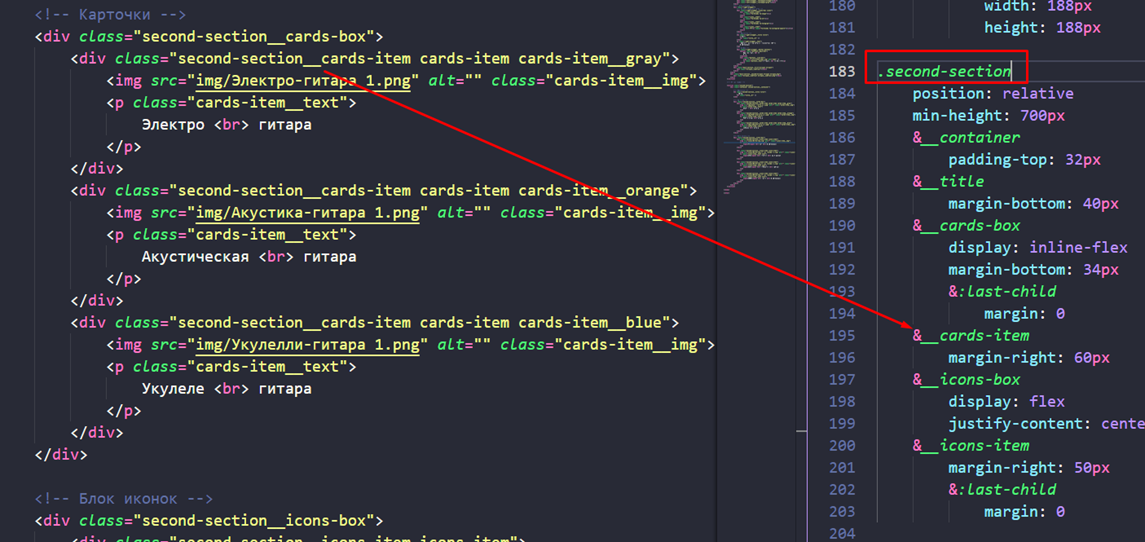 <!-- Карточки -->
<div class="second-section__cards-box">
<div class="second-section__cards-item cards-item cards-item__gray">
<img src="img/Электро-гитара 1.png" alt="" class="cards-item__img">
<p class="cards-item__text">
Электро <br> гитара
</p>
</div>
<div class="second-section__cards-item cards-item cards-item__orange">
<img src="img/Акустика-гитара 1.png" alt="" class="cards-item__img">
<p class="cards-item__text">
Акустическая <br> гитара
</p>
</div>
<div class="second-section__cards-item cards-item cards-item__blue">
<img src="img/Укулелли-гитара 1.png" alt="" class="cards-item__img">
<p class="cards-item__text">
Укулеле <br> гитара
</p>
</div>
</div>
<!-- Блок иконок -->
<div class="second-section__icons-box">
<div class="second-section__icons-item icons-item">
180 width: 188px
181 height: 188px
182
183 .second-section
184 position: relative
185 min-height: 700px
186 &__container
187 padding-top: 32px
188 &__title
189 margin-bottom: 40px
190 &__cards-box
191 display: inline-flex
192 margin-bottom: 34px
193 &:last-child
194 margin: 0
195 &__cards-item
196 margin-right: 60px
197 &__icons-box
198 display: flex
199 justify-content: cente
200 &__icons-item
201 margin-right: 50px
202 &:last-child
203 margin: 0
204